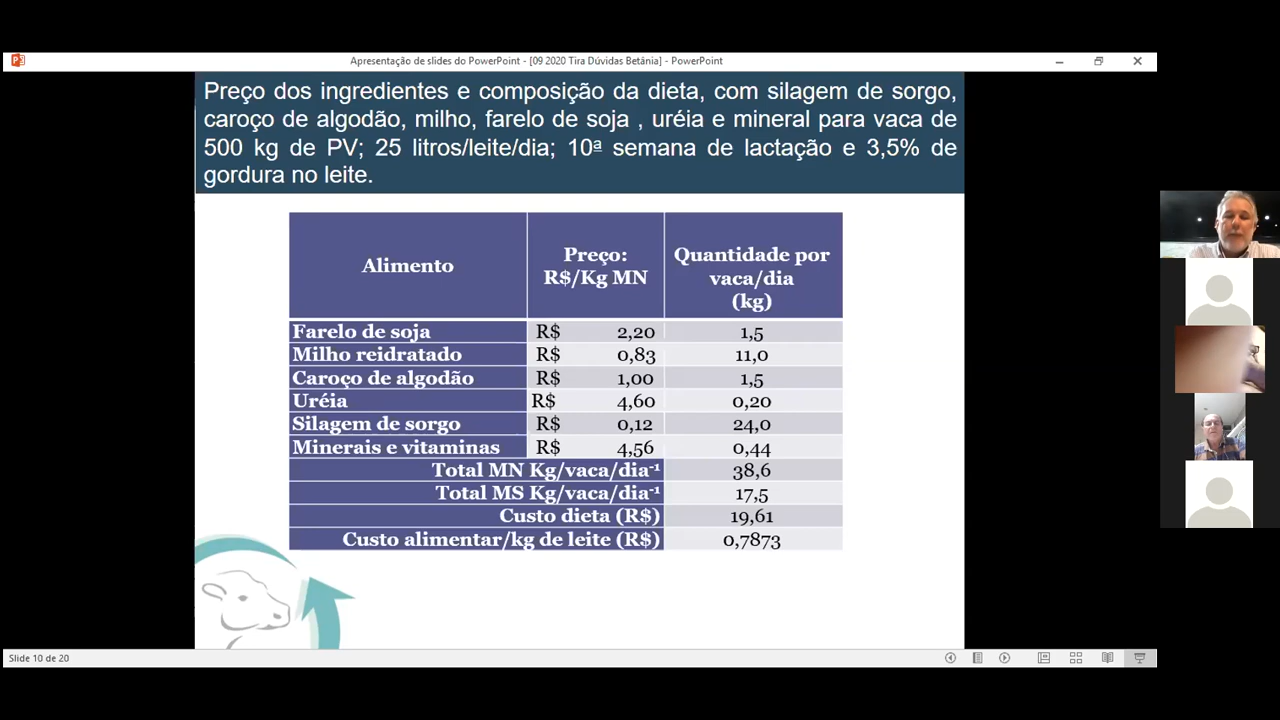 Apresentação de slides do PowerPoint - [09 2020 Tira Dúvidas Betânia] - PowerPoint
Preço dos ingredientes e composição da dieta, com silagem de sorgo,
caroço de algodão, milho, farelo de soja , uréia e mineral para vaca de
500 kg de PV; 25 litros/leite/dia; 10ª semana de lactação e 3,5% de
gordura no leite.
Alimento
Preço:
R$/Kg MN
Quantidade por
vaca/dia
(kg)
Farelo de soja R$ 2,20 1,5
Milho reidratado R$ 0,83 11,0
Caroço de algodão R$ 1,00 1,5
Uréia R$ 4,60 0,20
Silagem de sorgo R$ 0,12 24,0
Minerais e vitaminas R$ 4,56 0,44
Total MN Kg/vaca/dia⁻¹ 38,6
Total MS Kg/vaca/dia⁻¹ 17,5
Custo dieta (R$) 19,61
Custo alimentar/kg de leite (R$) 0,7873
Slide 10 de 20